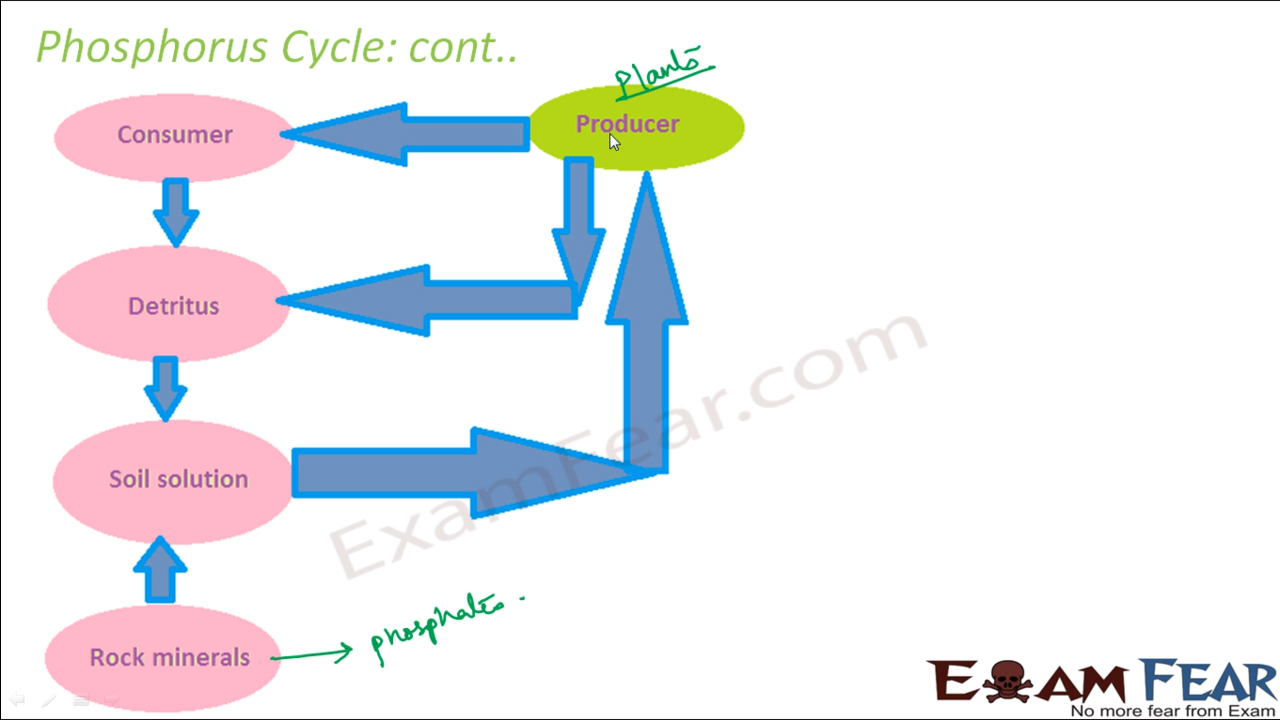 Phosphorus Cycle: cont..
Plants
Consumer
Producer
Detritus
Soil solution
Rock minerals
phosphates.
ExamFear.com
EXAM FEAR
No more fear from Exam